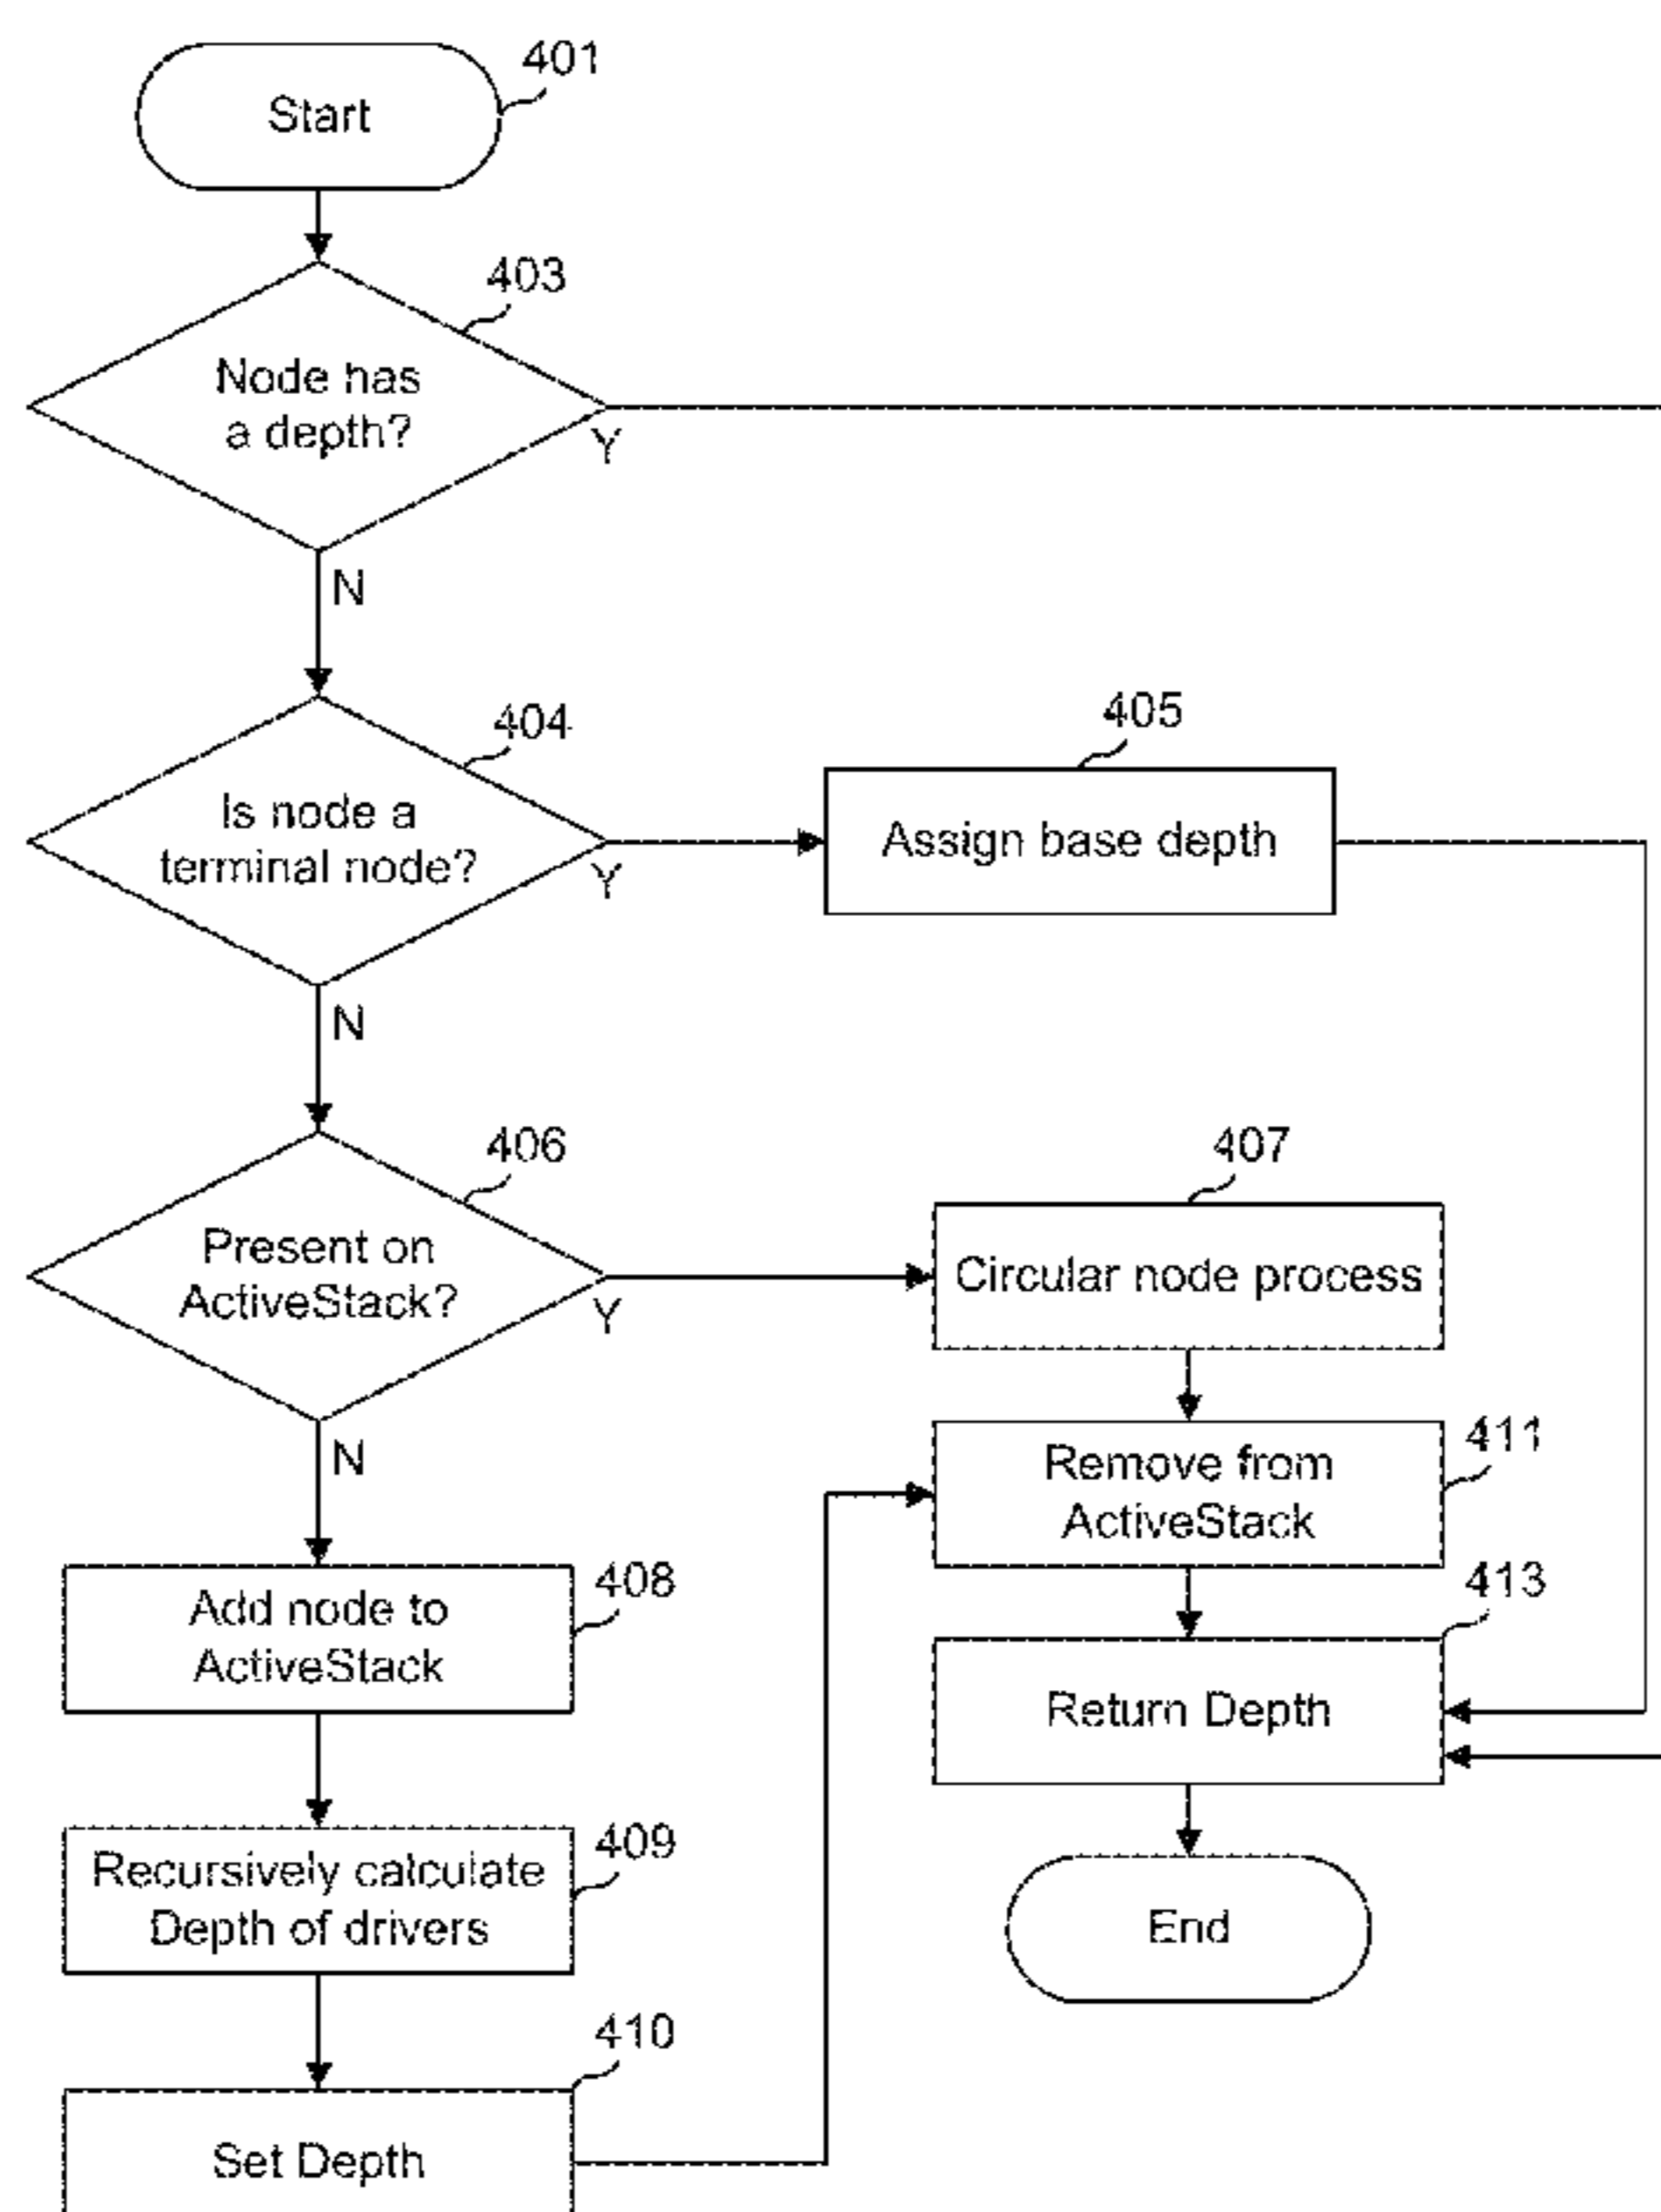 401
Start
403
Node has
a depth?
Y
N
404
Is node a
terminal node?
Y
405
Assign base depth
N
406
Present on
ActiveStack?
Y
407
Circular node process
N
411
Remove from
ActiveStack
408
Add node to
ActiveStack
413
Return Depth
409
Recursively calculate
Depth of drivers
End
410
Set Depth